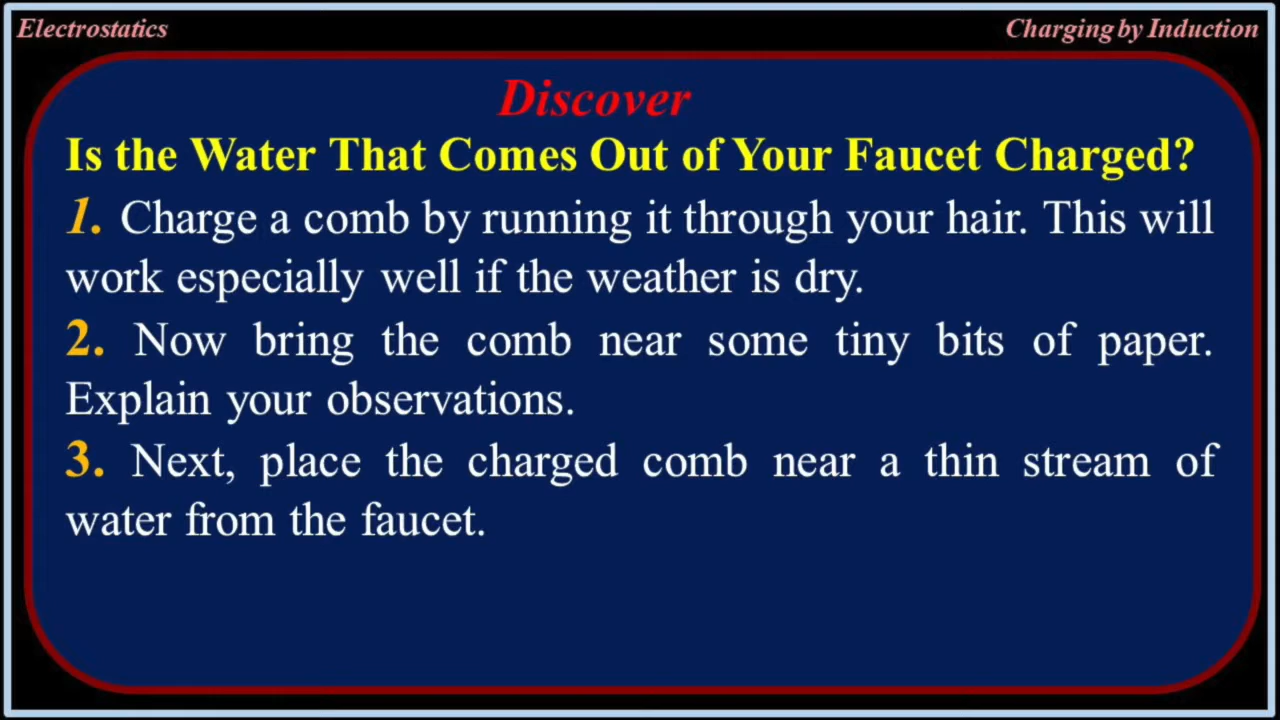 Electrostatics
Charging by Induction
Discover
Is the Water That Comes Out of Your Faucet Charged?
1. Charge a comb by running it through your hair. This will
work especially well if the weather is dry.
2. Now bring the comb near some tiny bits of paper.
Explain your observations.
3. Next, place the charged comb near a thin stream of
water from the faucet.